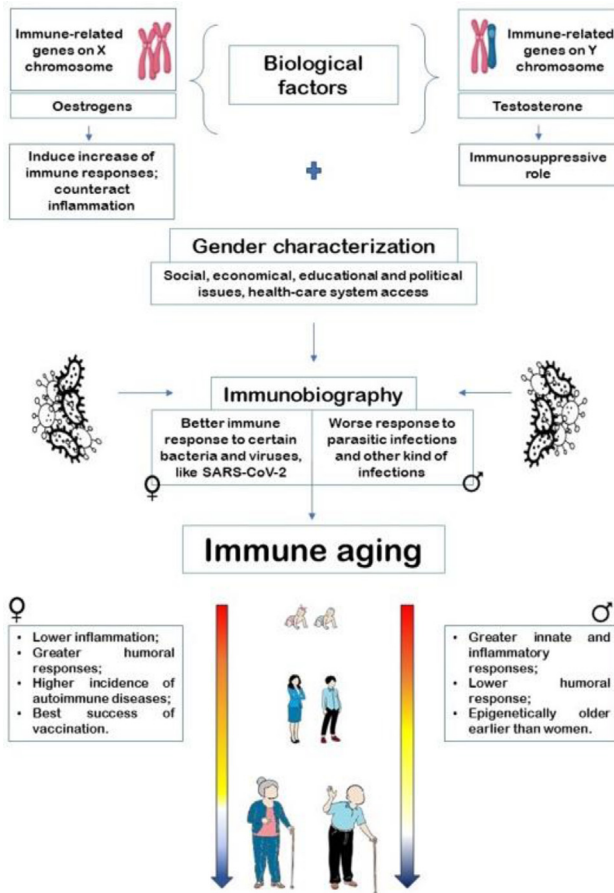 Immune-related
genes on X
chromosome
Biological
factors
Immune-related
genes on Y
chromosome
Oestrogens
Testosterone
Induce increase of
immune responses;
counteract
inflammation
Immunosuppressive
role
Gender characterization
Social, economical, educational and political
issues, health-care system access
Immunobiography
Better immune
response to certain
bacteria and viruses,
like SARS-CoV-2
Worse response to
parasitic infections
and other kind of
infections
♀
♂
Immune aging
♀
• Lower inflammation;
• Greater humoral
responses;
• Higher incidence of
autoimmune diseases;
• Best success of
vaccination.
♂
• Greater innate and
inflammatory
responses;
• Lower humoral
response;
• Epigenetically older
earlier than women.